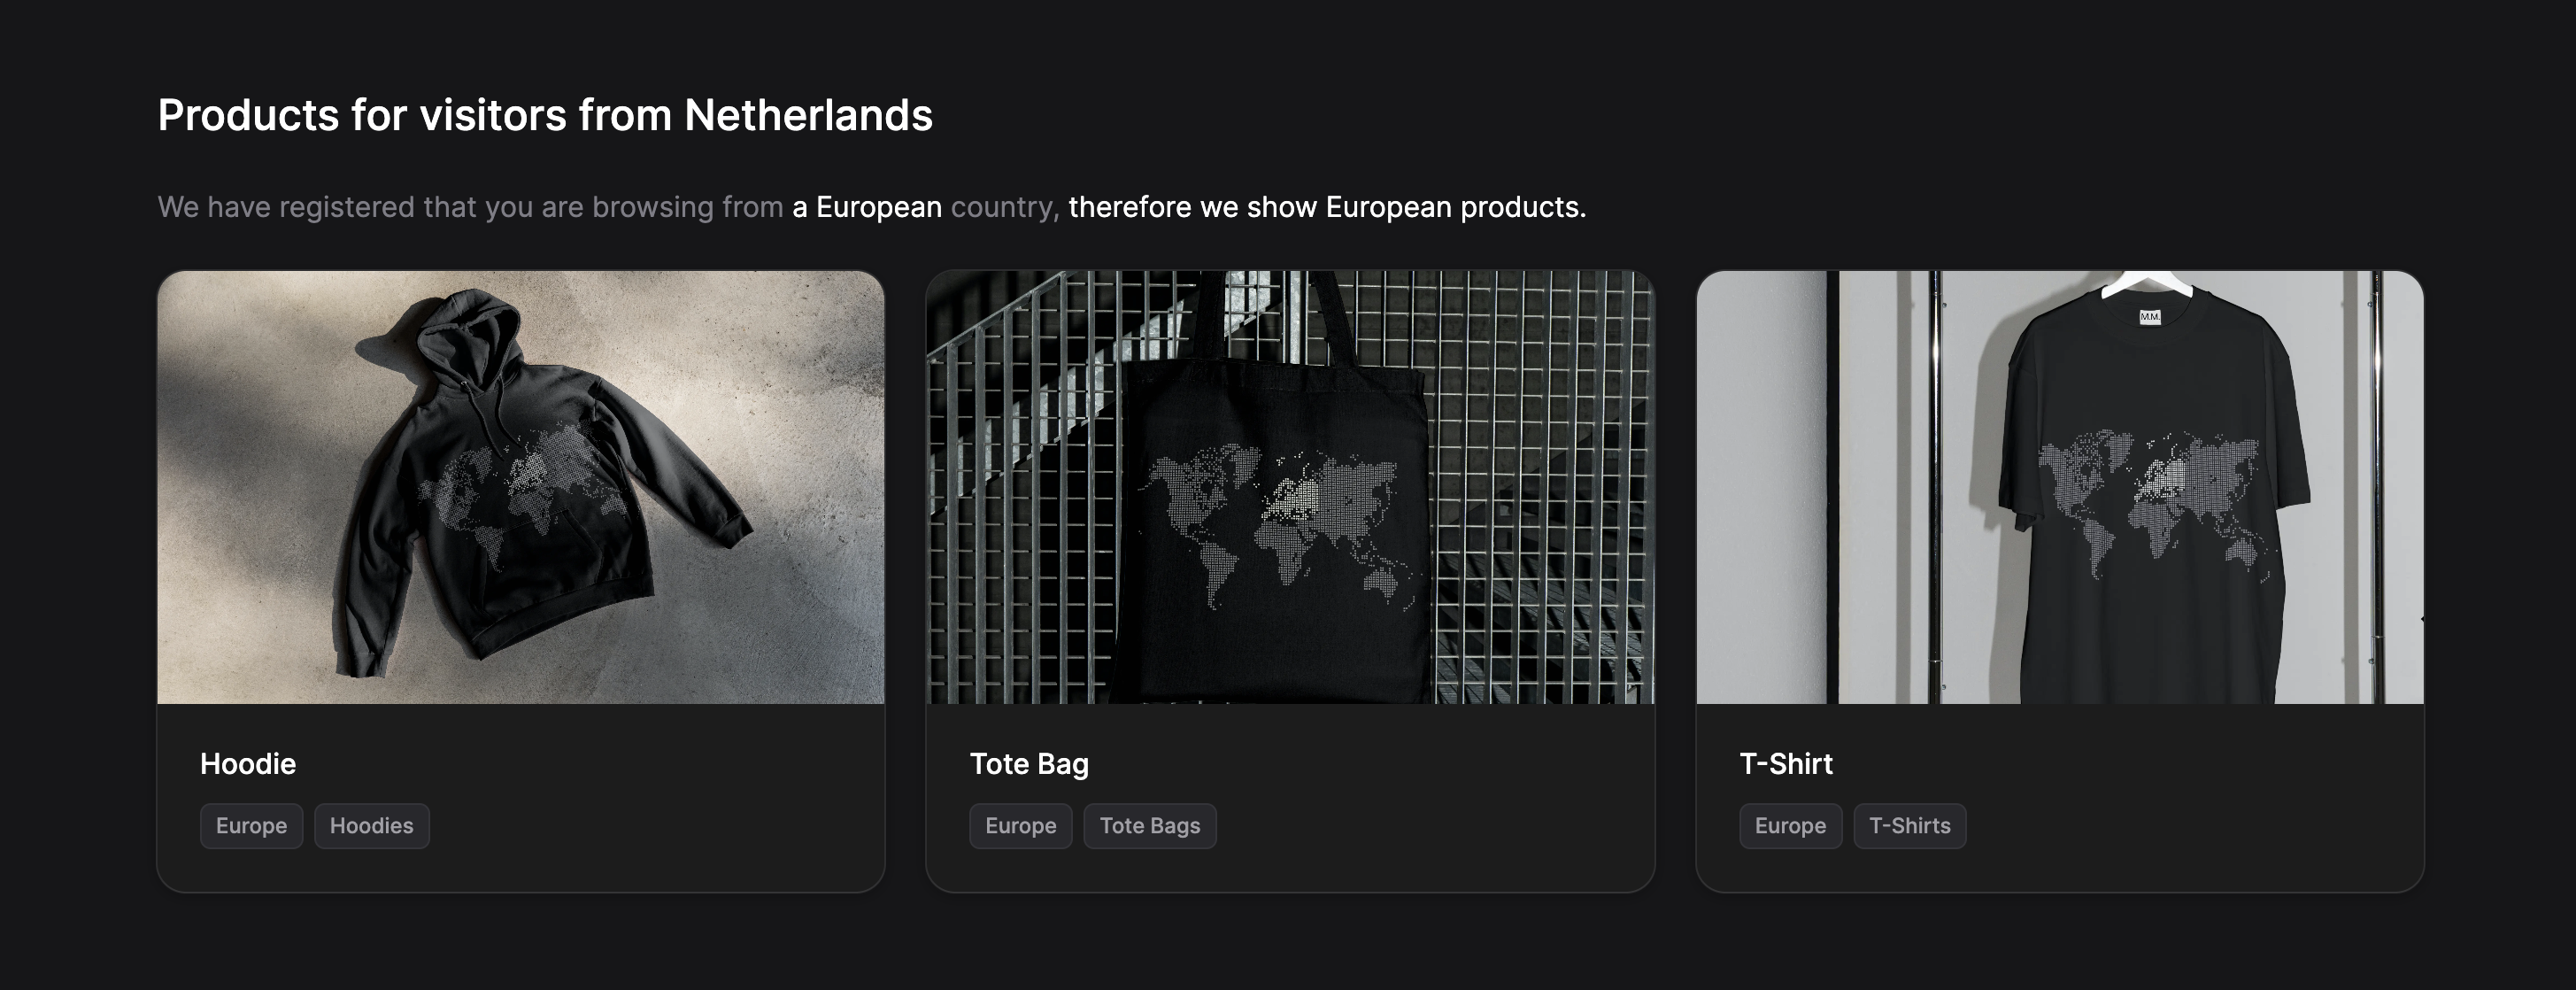 Products for visitors from Netherlands
We have registered that you are browsing from a European country, therefore we show European products.
M.M.
Hoodie
Europe
Hoodies
Tote Bag
Europe
Tote Bags
T-Shirt
Europe
T-Shirts